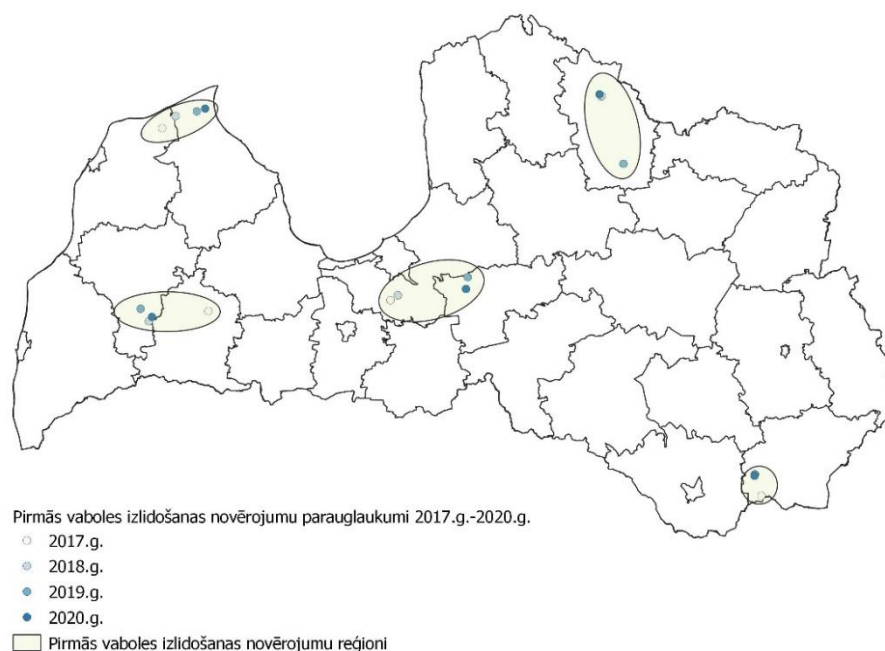 Pirmās vaboles izlidošanas novērojumu parauglaukumi 2017.g.-2020.g.
2017.g.
2018.g.
2019.g.
2020.g.
Pirmās vaboles izlidošanas novērojumu reģioni